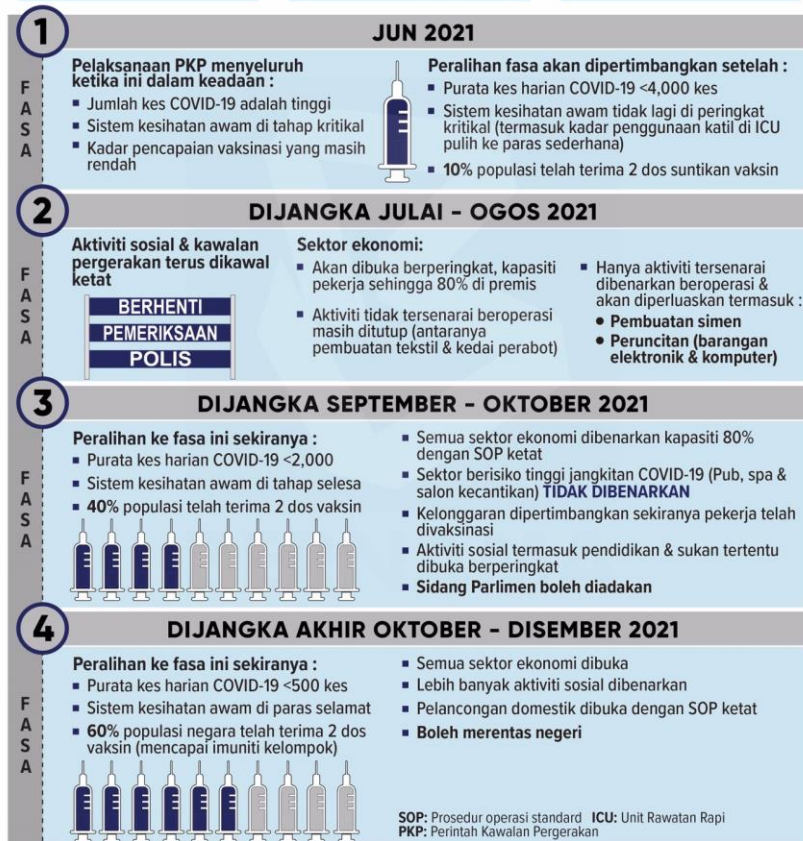 1
JUN 2021
FASA
Pelaksanaan PKP menyeluruh
ketika ini dalam keadaan :
▪ Jumlah kes COVID-19 adalah tinggi
▪ Sistem kesihatan awam di tahap kritikal
▪ Kadar pencapaian vaksinasi yang masih
rendah
Peralihan fasa akan dipertimbangkan setelah :
▪ Purata kes harian COVID-19 <4,000 kes
▪ Sistem kesihatan awam tidak lagi di peringkat
kritikal (termasuk kadar penggunaan katil di ICU
pulih ke paras sederhana)
▪ 10% populasi telah terima 2 dos suntikan vaksin
2
DIJANGKA JULAI - OGOS 2021
FASA
Aktiviti sosial & kawalan
pergerakan terus dikawal
ketat
BERHENTI
PEMERIKSAAN
POLIS
Sektor ekonomi:
▪ Akan dibuka berperingkat, kapasiti
pekerja sehingga 80% di premis
▪ Aktiviti tidak tersenarai beroperasi
masih ditutup (antaranya
pembuatan tekstil & kedai perabot)
▪ Hanya aktiviti tersenarai
dibenarkan beroperasi &
akan diperluaskan termasuk :
• Pembuatan simen
• Peruncitan (barangan
elektronik & komputer)
3
DIJANGKA SEPTEMBER - OKTOBER 2021
FASA
Peralihan ke fasa ini sekiranya :
▪ Purata kes harian COVID-19 <2,000
▪ Sistem kesihatan awam di tahap selesa
▪ 40% populasi telah terima 2 dos vaksin
▪ Semua sektor ekonomi dibenarkan kapasiti 80%
dengan SOP ketat
▪ Sektor berisiko tinggi jangkitan COVID-19 (Pub, spa &
salon kecantikan) TIDAK DIBENARKAN
▪ Kelonggaran dipertimbangkan sekiranya pekerja telah
divaksinasi
▪ Aktiviti sosial termasuk pendidikan & sukan tertentu
dibuka berperingkat
▪ Sidang Parlimen boleh diadakan
4
DIJANGKA AKHIR OKTOBER - DISEMBER 2021
FASA
Peralihan ke fasa ini sekiranya :
▪ Purata kes harian COVID-19 <500 kes
▪ Sistem kesihatan awam di paras selamat
▪ 60% populasi negara telah terima 2 dos
vaksin (mencapai imuniti kelompok)
▪ Semua sektor ekonomi dibuka
▪ Lebih banyak aktiviti sosial dibenarkan
▪ Pelancongan domestik dibuka dengan SOP ketat
▪ Boleh merentas negeri
SOP: Prosedur operasi standard ICU: Unit Rawatan Rapi
PKP: Perintah Kawalan Pergerakan